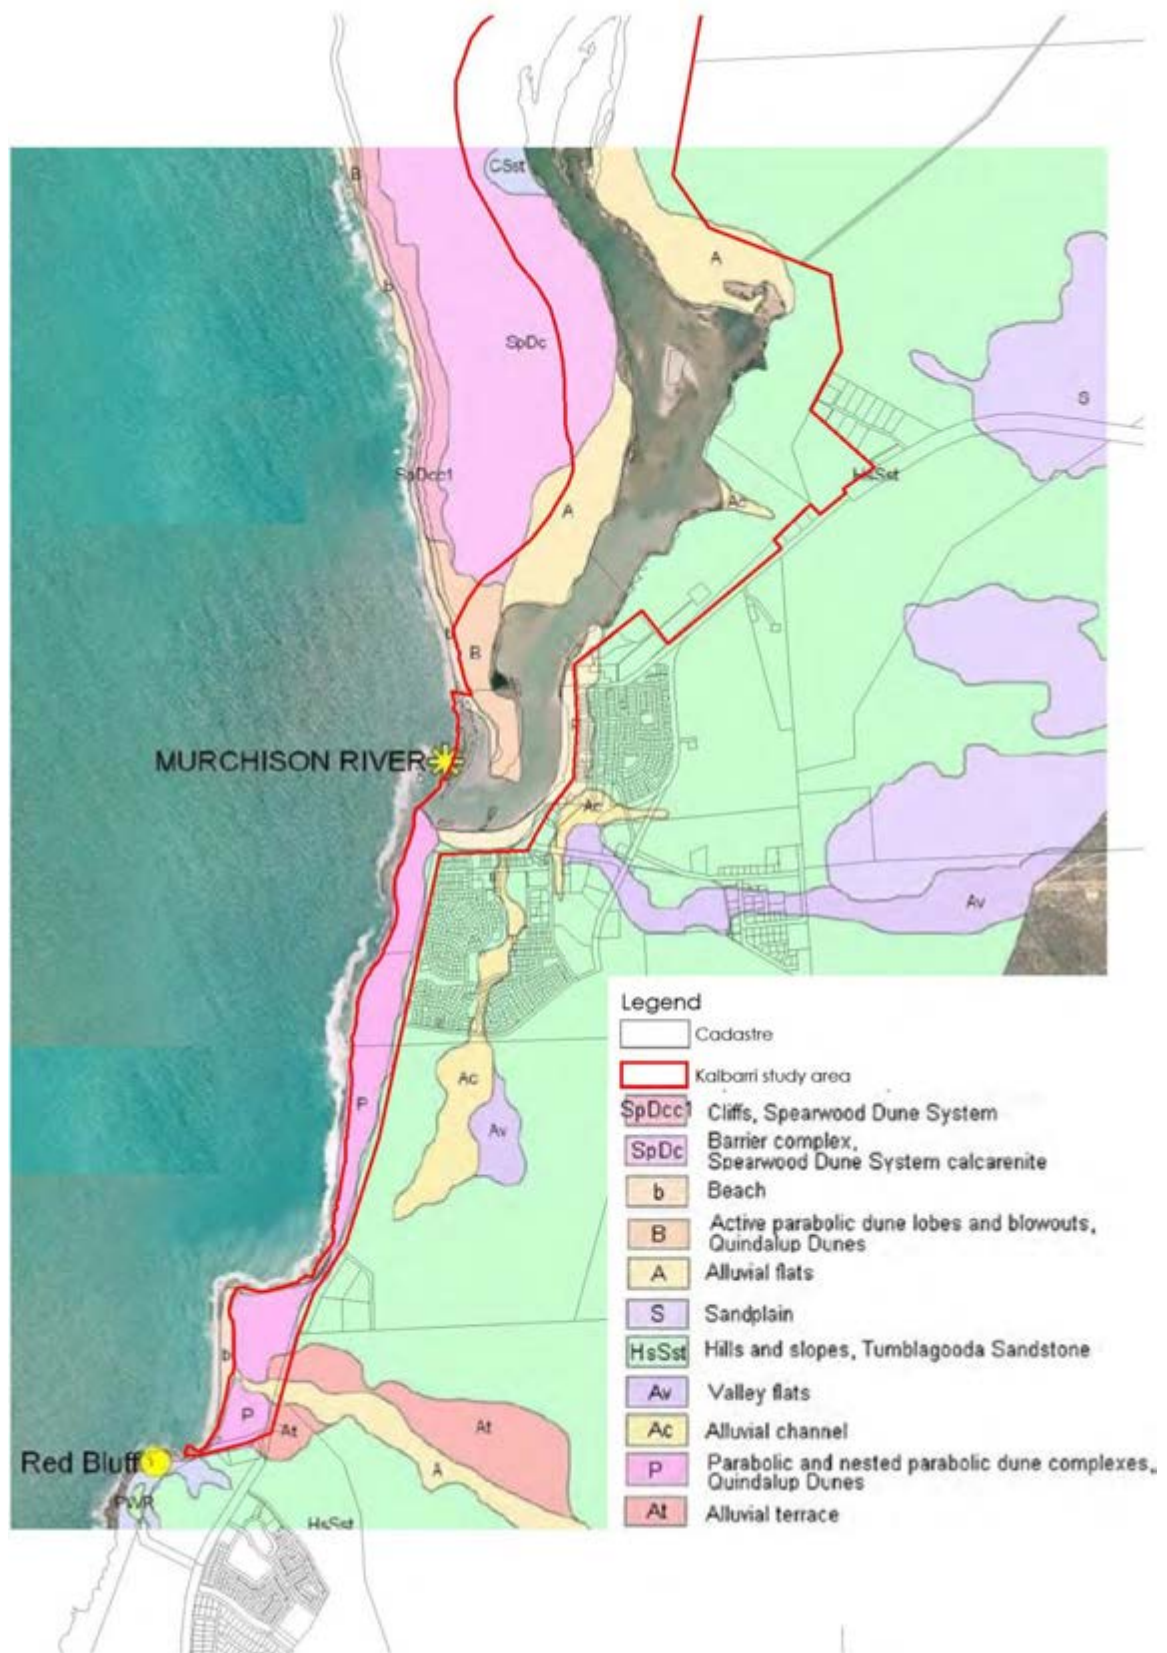 CSst
B
A
b
SpDc
S
SpDcc1
HsSst
Ac
A
b
B
MURCHISON RIVER
Ac
Av
Ac
P
Av
b
P
At
At
Red Bluff
A
PWR
HsSst
Legend
Cadastre
Kalbarri study area
SpDcc1 Cliffs, Spearwood Dune System
SpDc Barrier complex,
Spearwood Dune System calcarenite
b Beach
B Active parabolic dune lobes and blowouts,
Quindalup Dunes
A Alluvial flats
S Sandplain
HsSst Hills and slopes, Tumblagooda Sandstone
Av Valley flats
Ac Alluvial channel
P Parabolic and nested parabolic dune complexes,
Quindalup Dunes
At Alluvial terrace